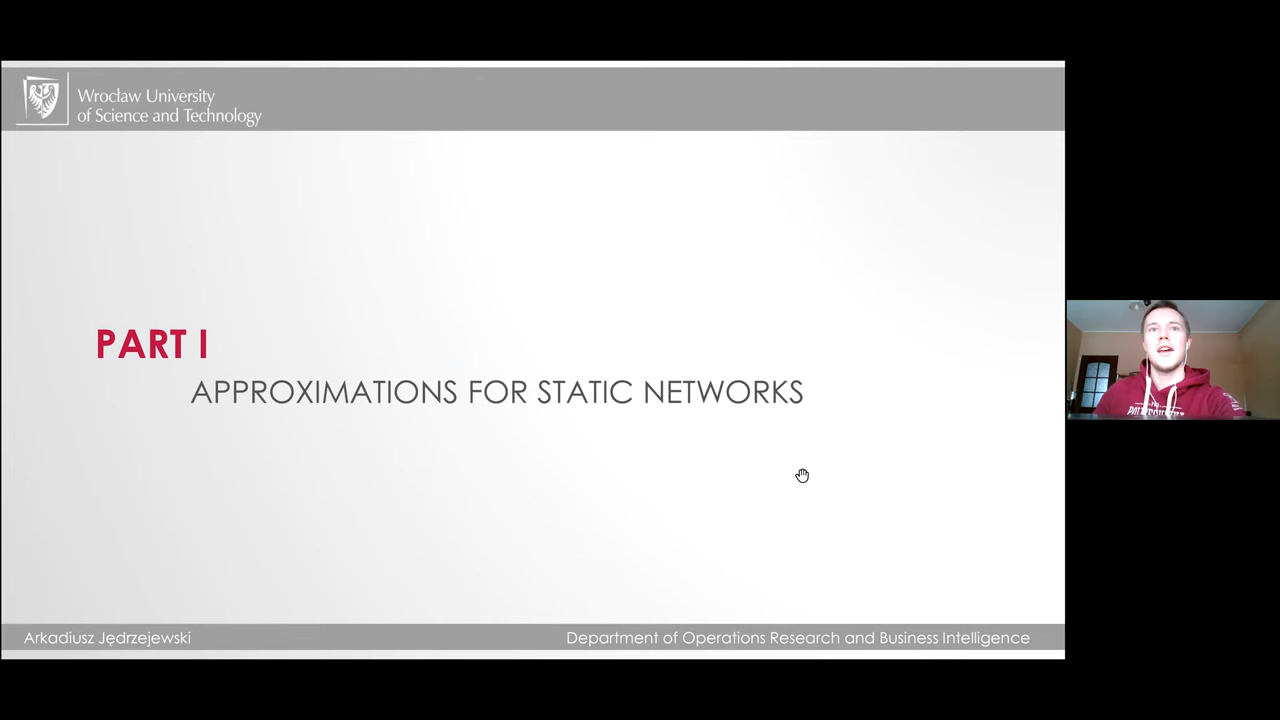 Wrocław University
of Science and Technology
PART I
APPROXIMATIONS FOR STATIC NETWORKS
Arkadiusz Jędrzejewski
Department of Operations Research and Business Intelligence